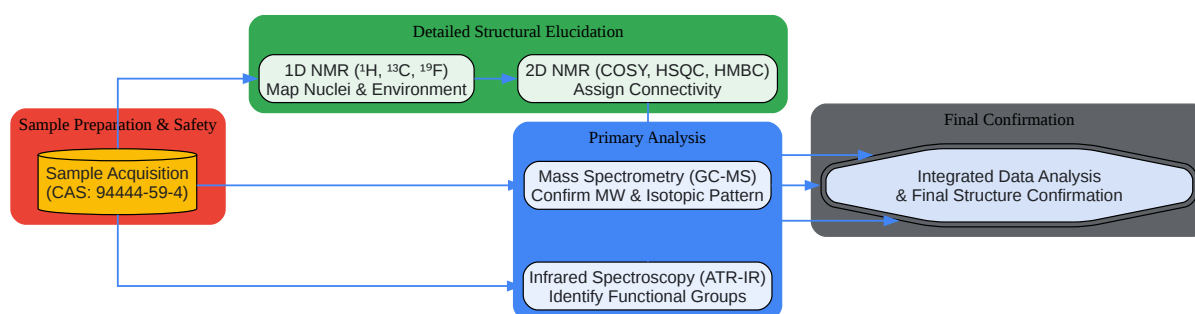 Detailed Structural Elucidation
1D NMR (¹H, ¹³C, ¹⁹F)
Map Nuclei & Environment
2D NMR (COSY, HSQC, HMBC)
Assign Connectivity
Sample Preparation & Safety
Sample Acquisition
(CAS: 94444-59-4)
Primary Analysis
Mass Spectrometry (GC-MS)
Confirm MW & Isotopic Pattern
Infrared Spectroscopy (ATR-IR)
Identify Functional Groups
Final Confirmation
Integrated Data Analysis
& Final Structure Confirmation